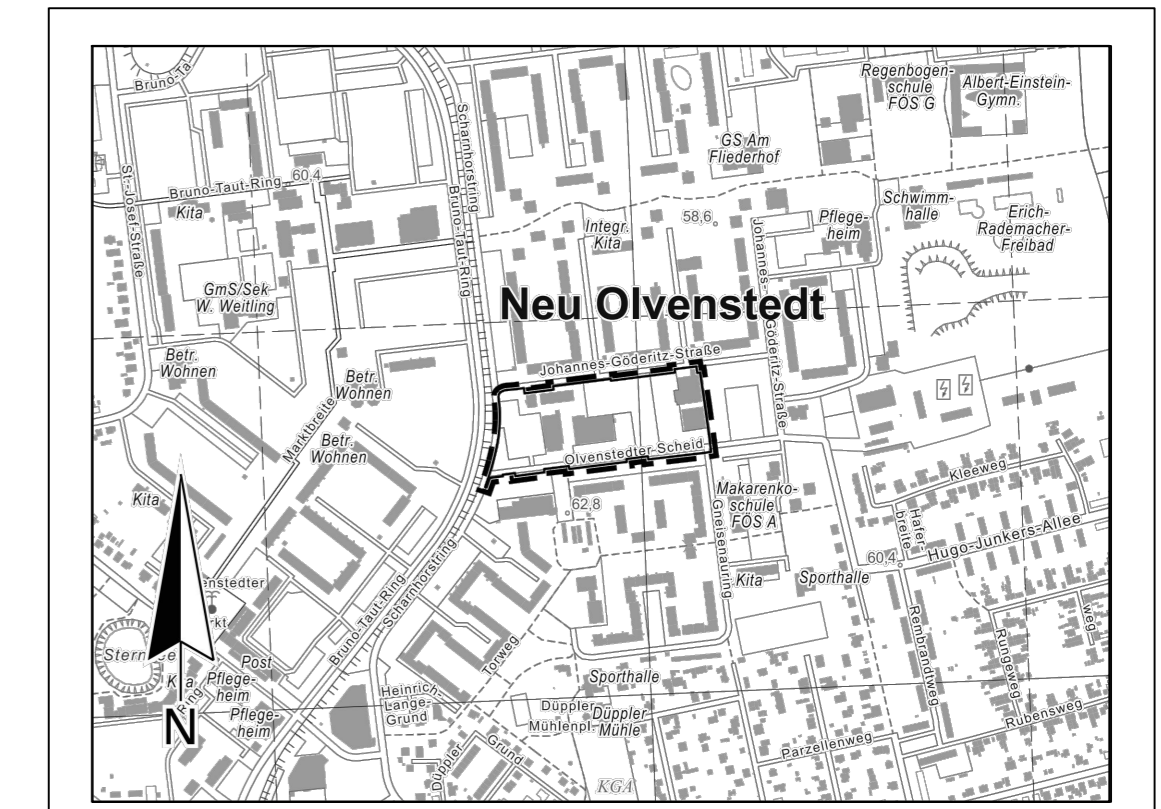 Bruno-Ta
Regenbogen-
schule
FÖS G
Albert-Einstein-
Gymn.
Scharnhorstring
GS Am
Fliederhof
St.-Josef-Straße
Bruno-Taut-Ring
60,4
Kita
Bruno-Taut-Ring
Schwimm-
halle
Erich-
Rademacher-
Freibad
Integr.
Kita
58,6
Pflege-
heim
Johannes-Göderitz-Straße
GmS/Sek
W. Weitling
Neu Olvenstedt
Betr.
Wohnen
Johannes-Göderitz-Straße
Betr.
Wohnen
Marktbreite
Betr.
Wohnen
Olvenstedter Scheid
Kleeweg
Makarenko-
schule
FÖS A
Kita
62,8
Gneisenauring
Hafer-
breite
Hugo-Junkers-Allee
60,4
enstedter
rkt
Bruno-Taut-Ring
Scharnhorstring
Kita
Sporthalle
Rembrandtweg
Rungeweg
weg
Stern
Post
Pflege-
heim
Ring
Pflege-
heim
N
Torweg
Heinrich-
Lange-
Grund
Sporthalle
Düppler
Mühlenpl.
Düppler
Mühle
Rubensweg
Parzellenweg
Düppler
Grund
KGA